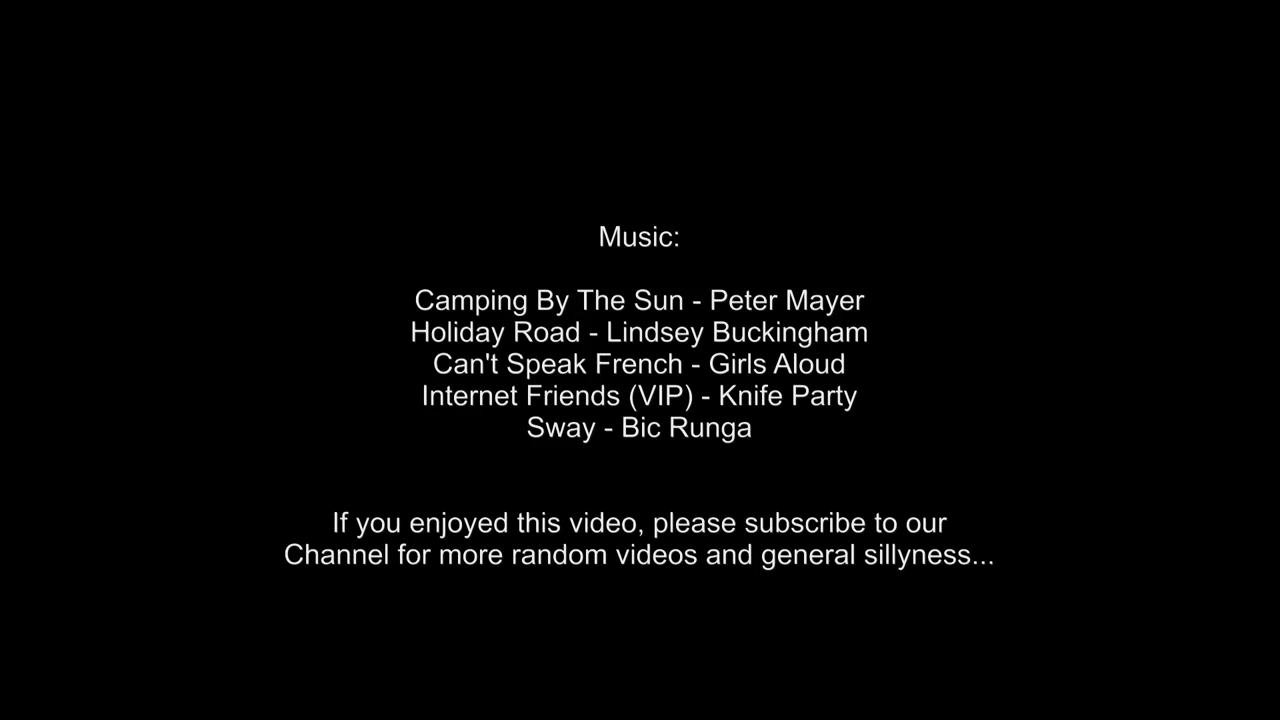 Music:
Camping By The Sun - Peter Mayer
Holiday Road - Lindsey Buckingham
Can't Speak French - Girls Aloud
Internet Friends (VIP) - Knife Party
Sway - Bic Runga
If you enjoyed this video, please subscribe to our
Channel for more random videos and general sillyness...